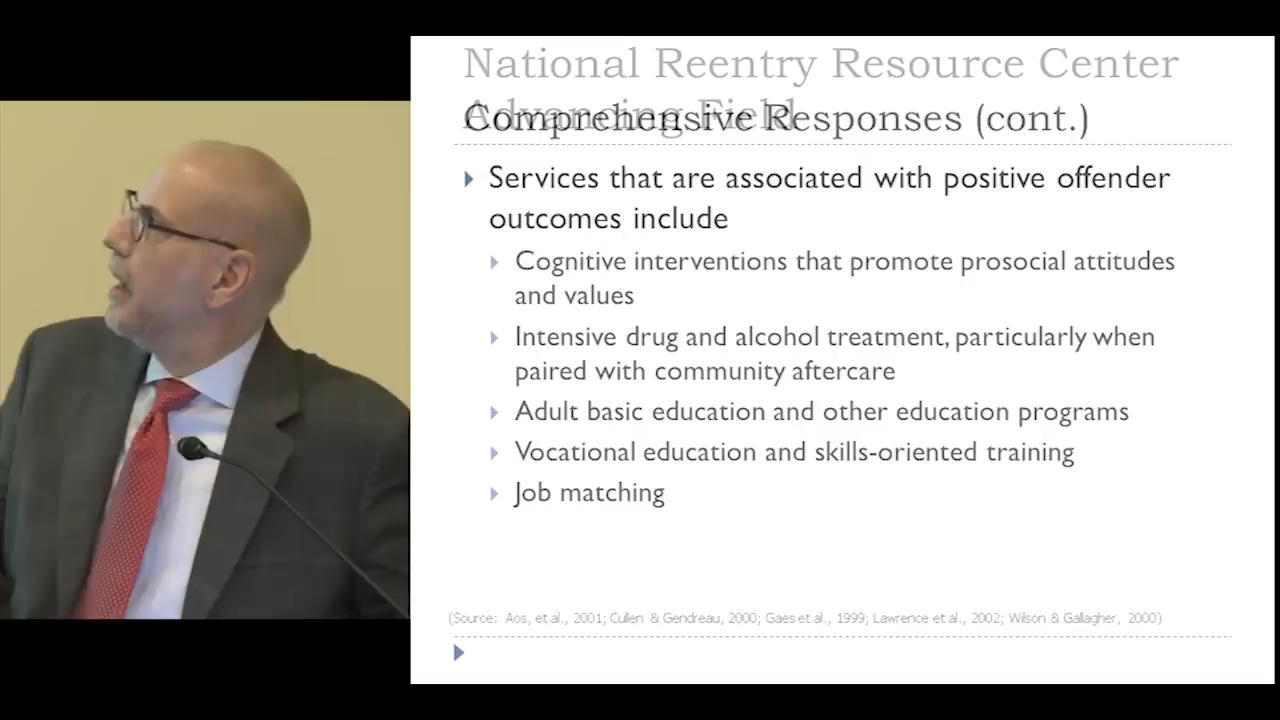 National Reentry Resource Center
Advancing Field
Comprehensive Responses (cont.)
Services that are associated with positive offender
outcomes include
Cognitive interventions that promote prosocial attitudes
and values
Intensive drug and alcohol treatment, particularly when
paired with community aftercare
Adult basic education and other education programs
Vocational education and skills-oriented training
Job matching
(Source: Aos, et al., 2001; Cullen & Gendreau, 2000; Gaes et al., 1999; Lawrence et al., 2002; Wilson & Gallagher, 2000)